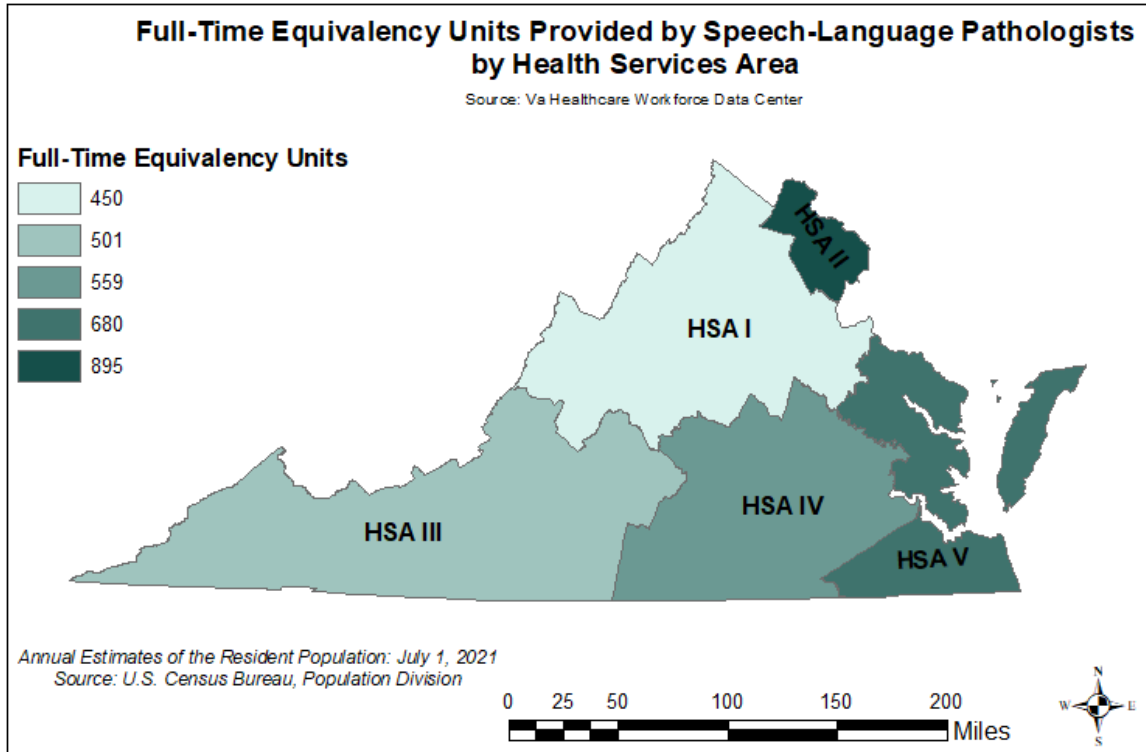 Full-Time Equivalency Units Provided by Speech-Language Pathologists
by Health Services Area
Source: Va Healthcare Workforce Data Center
Full-Time Equivalency Units
450
501
559
680
895
HSA II
HSA I
HSA III
HSA IV
HSA V
Annual Estimates of the Resident Population: July 1, 2021
Source: U.S. Census Bureau, Population Division
0 25 50 100 150 200
Miles
N
W E
S